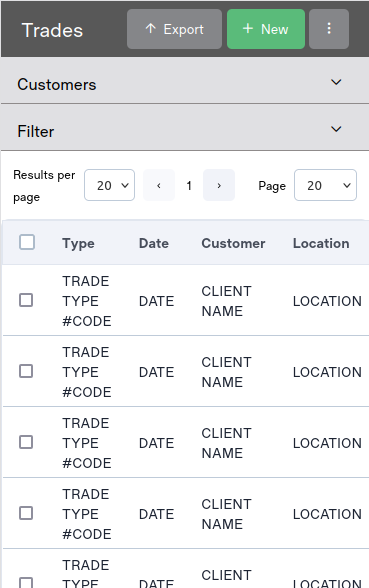 Trades
Export
New
Customers
Filter
Results per
page
20
1
Page
20
Type Date Customer Location
TRADE
TYPE
#CODE
DATE
CLIENT
NAME
LOCATION
TRADE
TYPE
#CODE
DATE
CLIENT
NAME
LOCATION
TRADE
TYPE
#CODE
DATE
CLIENT
NAME
LOCATION
TRADE
TYPE
#CODE
DATE
CLIENT
NAME
LOCATION
TRADE
TYPE
DATE
CLIENT
LOCATION